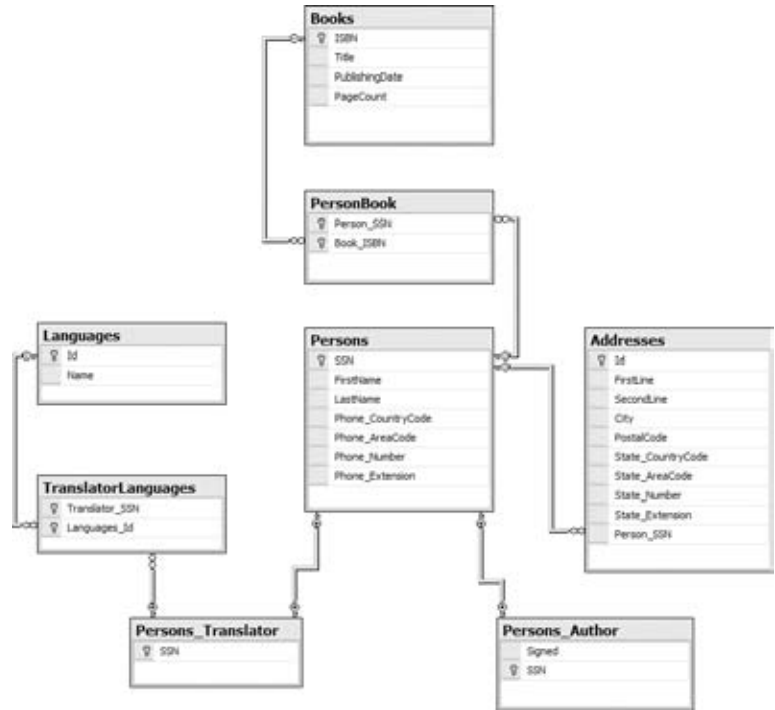 Books
ISBN
Title
PublishingDate
PageCount
PersonBook
Person_SSN
Book_ISBN
Languages
Id
Name
Persons
SSN
FirstName
LastName
Phone_CountryCode
Phone_AreaCode
Phone_Number
Phone_Extension
Addresses
Id
FirstLine
SecondLine
City
PostalCode
State_CountryCode
State_AreaCode
State_Number
State_Extension
Person_SSN
TranslatorLanguages
Translator_SSN
Languages_Id
Persons_Translator
SSN
Persons_Author
Signed
SSN